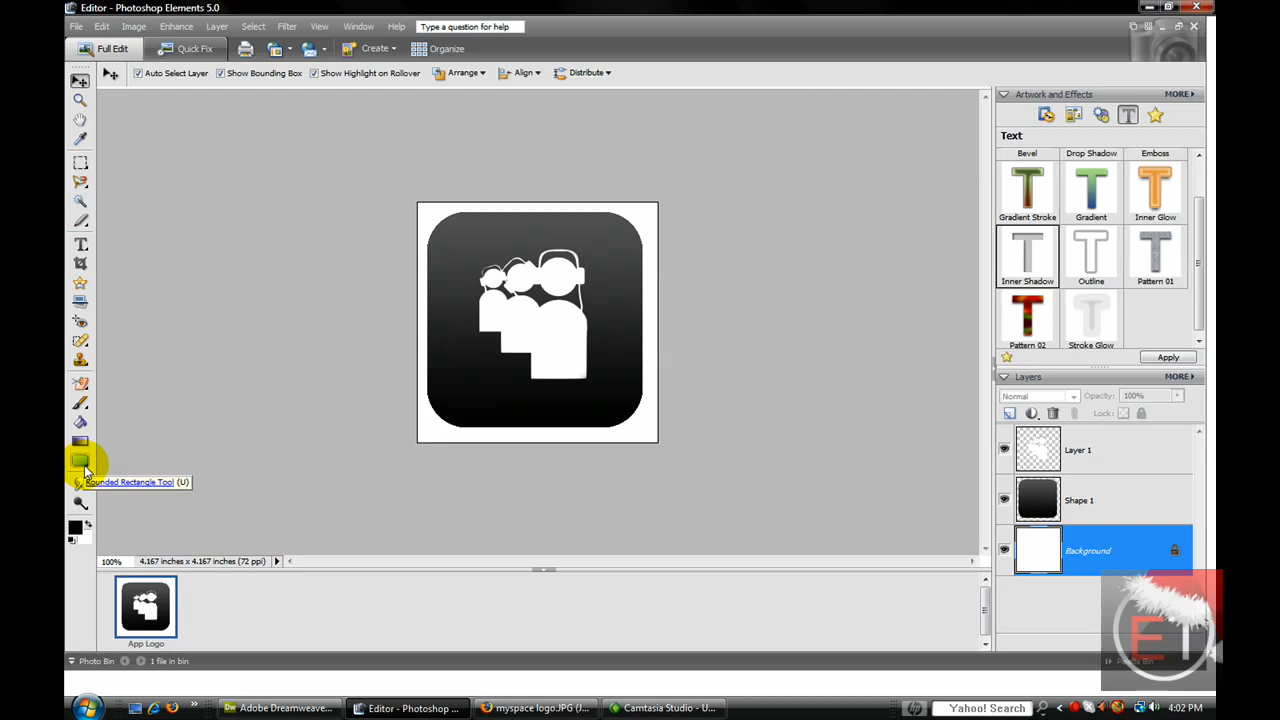 Editor - Photoshop Elements 5.0
File Edit Image Enhance Layer Select Filter View Window Help Type a question for help
Full Edit Quick Fix Create Organize
Auto Select Layer Show Bounding Box Show Highlight on Rollover Arrange Align Distribute
Artwork and Effects MORE
Text
Bevel Drop Shadow Emboss
Gradient Stroke Gradient Inner Glow
Inner Shadow Outline Pattern 01
Pattern 02 Stroke Glow
Apply
Layers MORE
Normal Opacity: 100%
Lock:
Layer 1
Shape 1
Background
Rounded Rectangle Tool (U)
100% 4.167 inches x 4.167 inches (72 ppi)
App Logo
Photo Bin 1 file in bin
Palette Bin
ET
Adobe Dreamweave... Editor - Photoshop ... myspace logo.JPG (J... Camtasia Studio - U... Yahoo! Search 4:02 PM